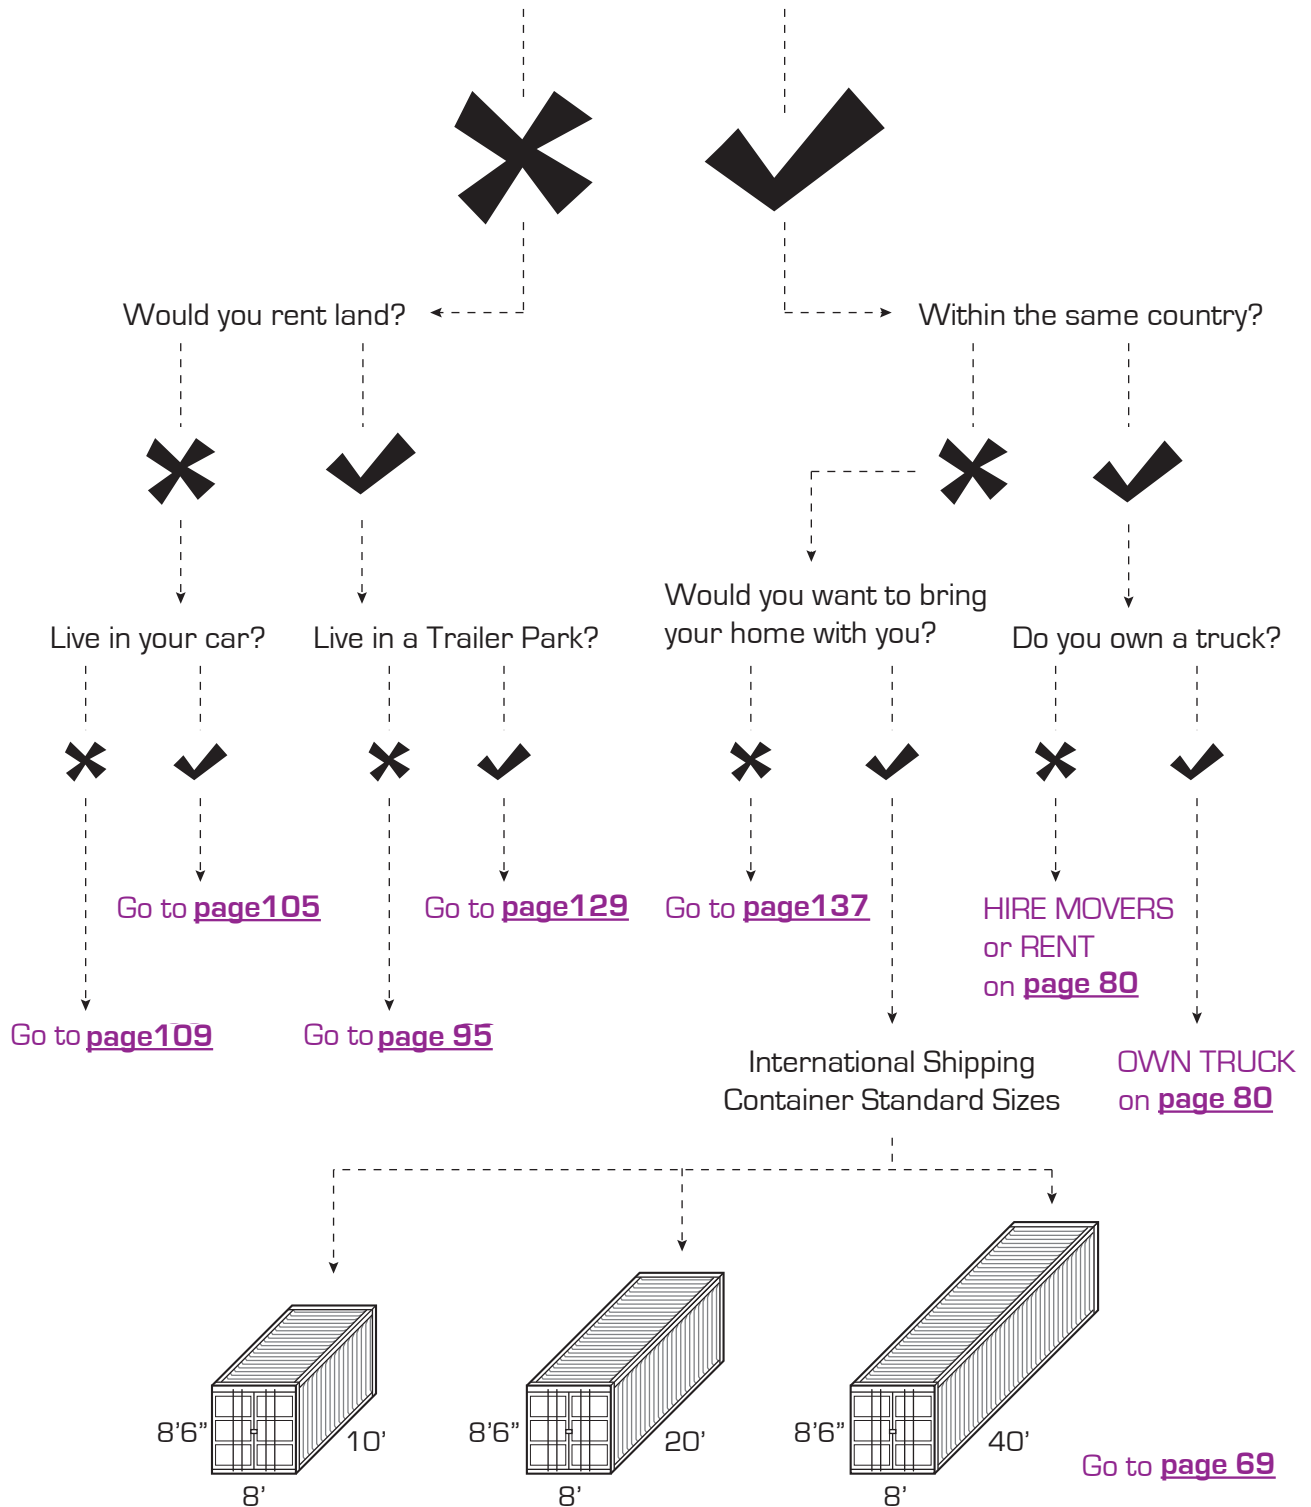 Would you rent land?
Within the same country?
Live in your car?
Live in a Trailer Park?
Would you want to bring
your home with you?
Do you own a truck?
Go to page105
Go to page129
Go to page137
HIRE MOVERS
or RENT
on page 80
Go to page109
Go to page 95
International Shipping
Container Standard Sizes
OWN TRUCK
on page 80
8'6"
10'
8'
8'6"
20'
8'
8'6"
40'
8'
Go to page 69